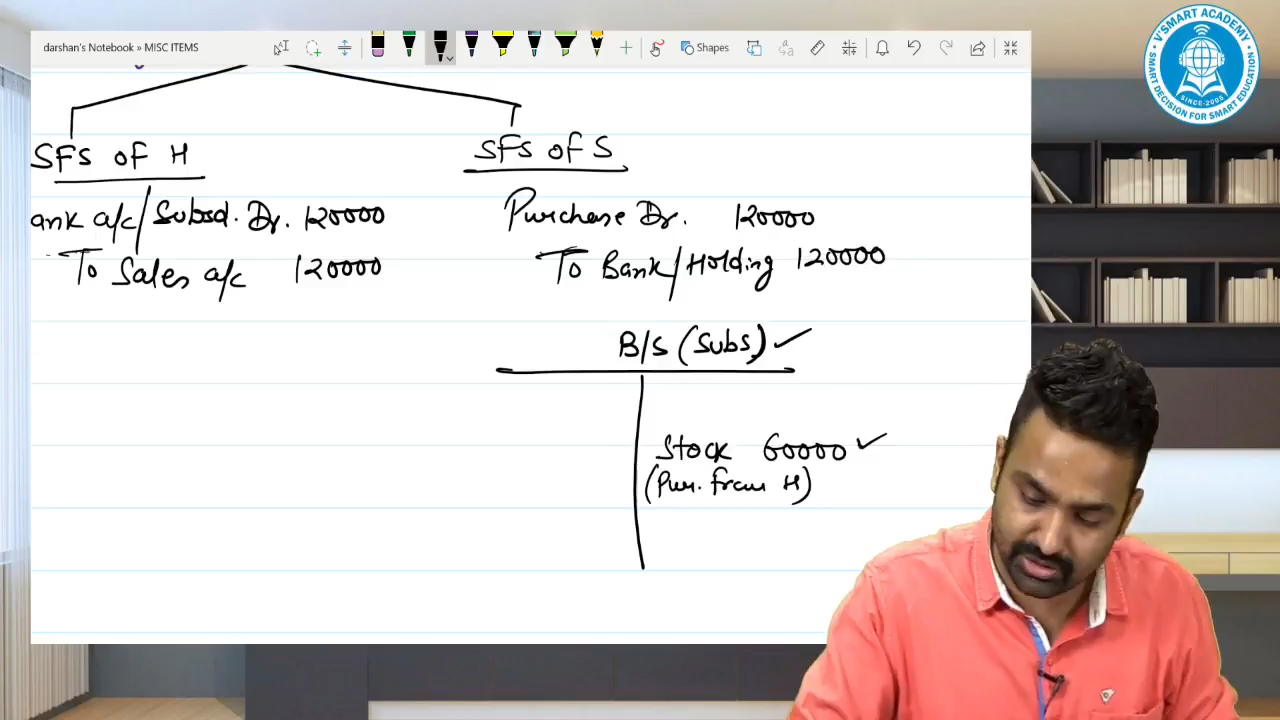 darshan's Notebook » MISC ITEMS
Shapes
V'SMART ACADEMY
SMART DECISION FOR SMART EDUCATION
SINCE-2005
SFS of H
ank a/c/Subsd. Dr. 120000
To Sales a/c 120000
SFS of S
Purchase Dr. 120000
To Bank/Holding 120000
B/S (Subs)
Stock 60000
(Pur. from H)